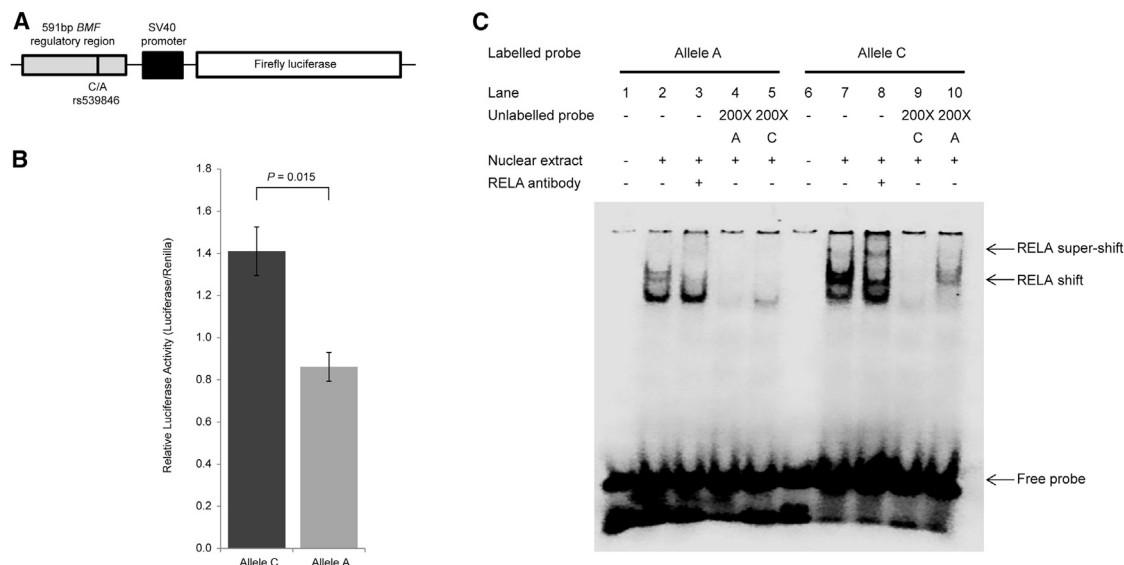 A
591bp BMF
regulatory region
SV40
promoter
Firefly luciferase
C/A
rs539846
B
Relative Luciferase Activity (Luciferase/Renilla)
1.8
1.6
1.4
1.2
1.0
0.8
0.6
0.4
0.2
0.0
P = 0.015
Allele C
Allele A
C
Labelled probe
Allele A
Allele C
Lane 1 2 3 4 5 6 7 8 9 10
Unlabelled probe - - - 200X 200X - - - 200X 200X
A C C A
Nuclear extract - + + + + - + + + +
RELA antibody - - + - - - - + - -
RELA super-shift
RELA shift
Free probe